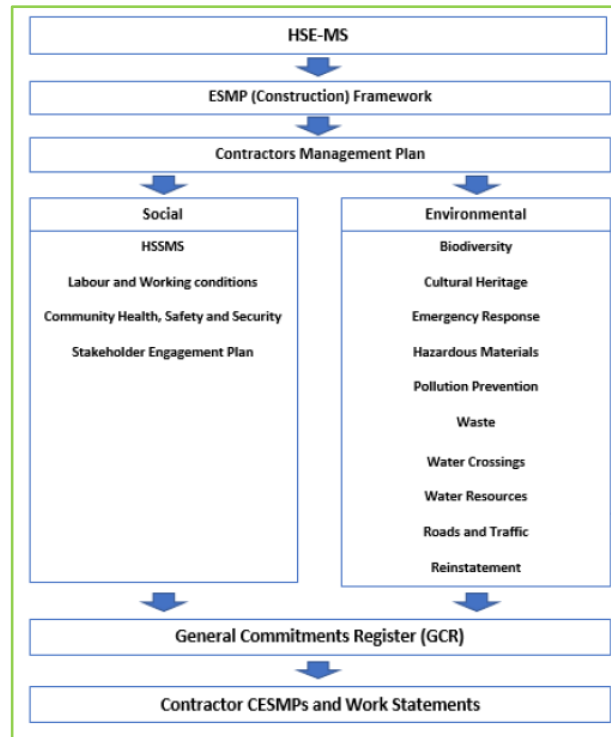 HSE-MS
ESMP (Construction) Framework
Contractors Management Plan
Social
HSSMS
Labour and Working conditions
Community Health, Safety and Security
Stakeholder Engagement Plan
Environmental
Biodiversity
Cultural Heritage
Emergency Response
Hazardous Materials
Pollution Prevention
Waste
Water Crossings
Water Resources
Roads and Traffic
Reinstatement
General Commitments Register (GCR)
Contractor CESMPs and Work Statements